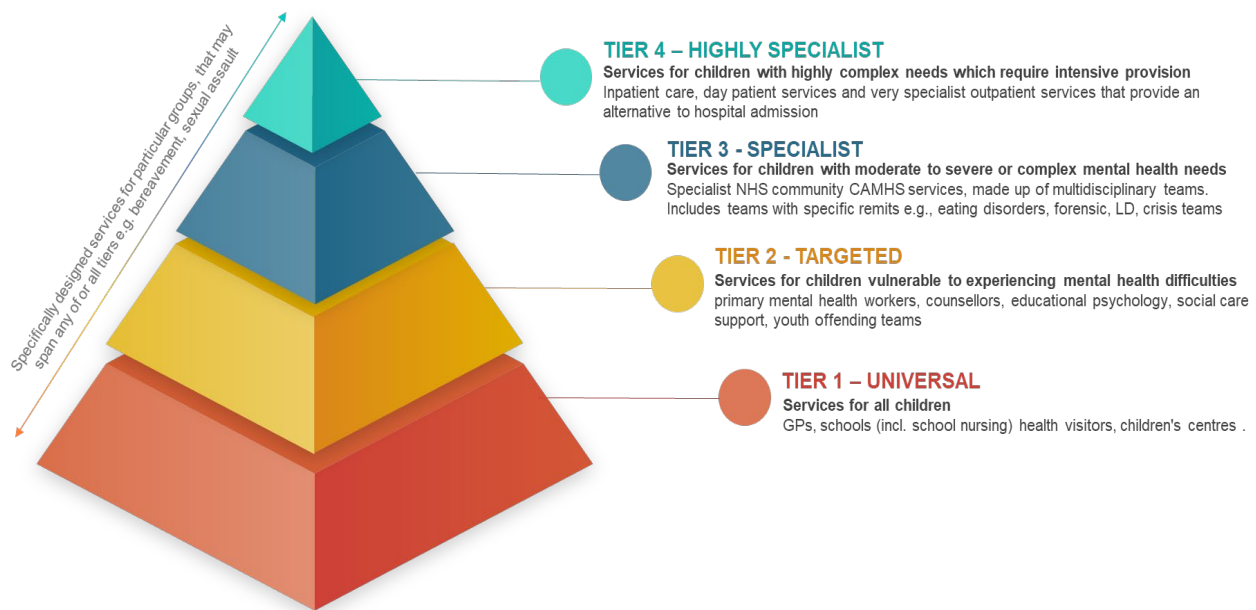 Specifically designed services for particular groups, that may
span any of or all tiers e.g. bereavement, sexual assault
TIER 4 – HIGHLY SPECIALIST
Services for children with highly complex needs which require intensive provision
Inpatient care, day patient services and very specialist outpatient services that provide an
alternative to hospital admission
TIER 3 - SPECIALIST
Services for children with moderate to severe or complex mental health needs
Specialist NHS community CAMHS services, made up of multidisciplinary teams.
Includes teams with specific remits e.g., eating disorders, forensic, LD, crisis teams
TIER 2 - TARGETED
Services for children vulnerable to experiencing mental health difficulties
primary mental health workers, counsellors, educational psychology, social care
support, youth offending teams
TIER 1 – UNIVERSAL
Services for all children
GPs, schools (incl. school nursing) health visitors, children's centres .